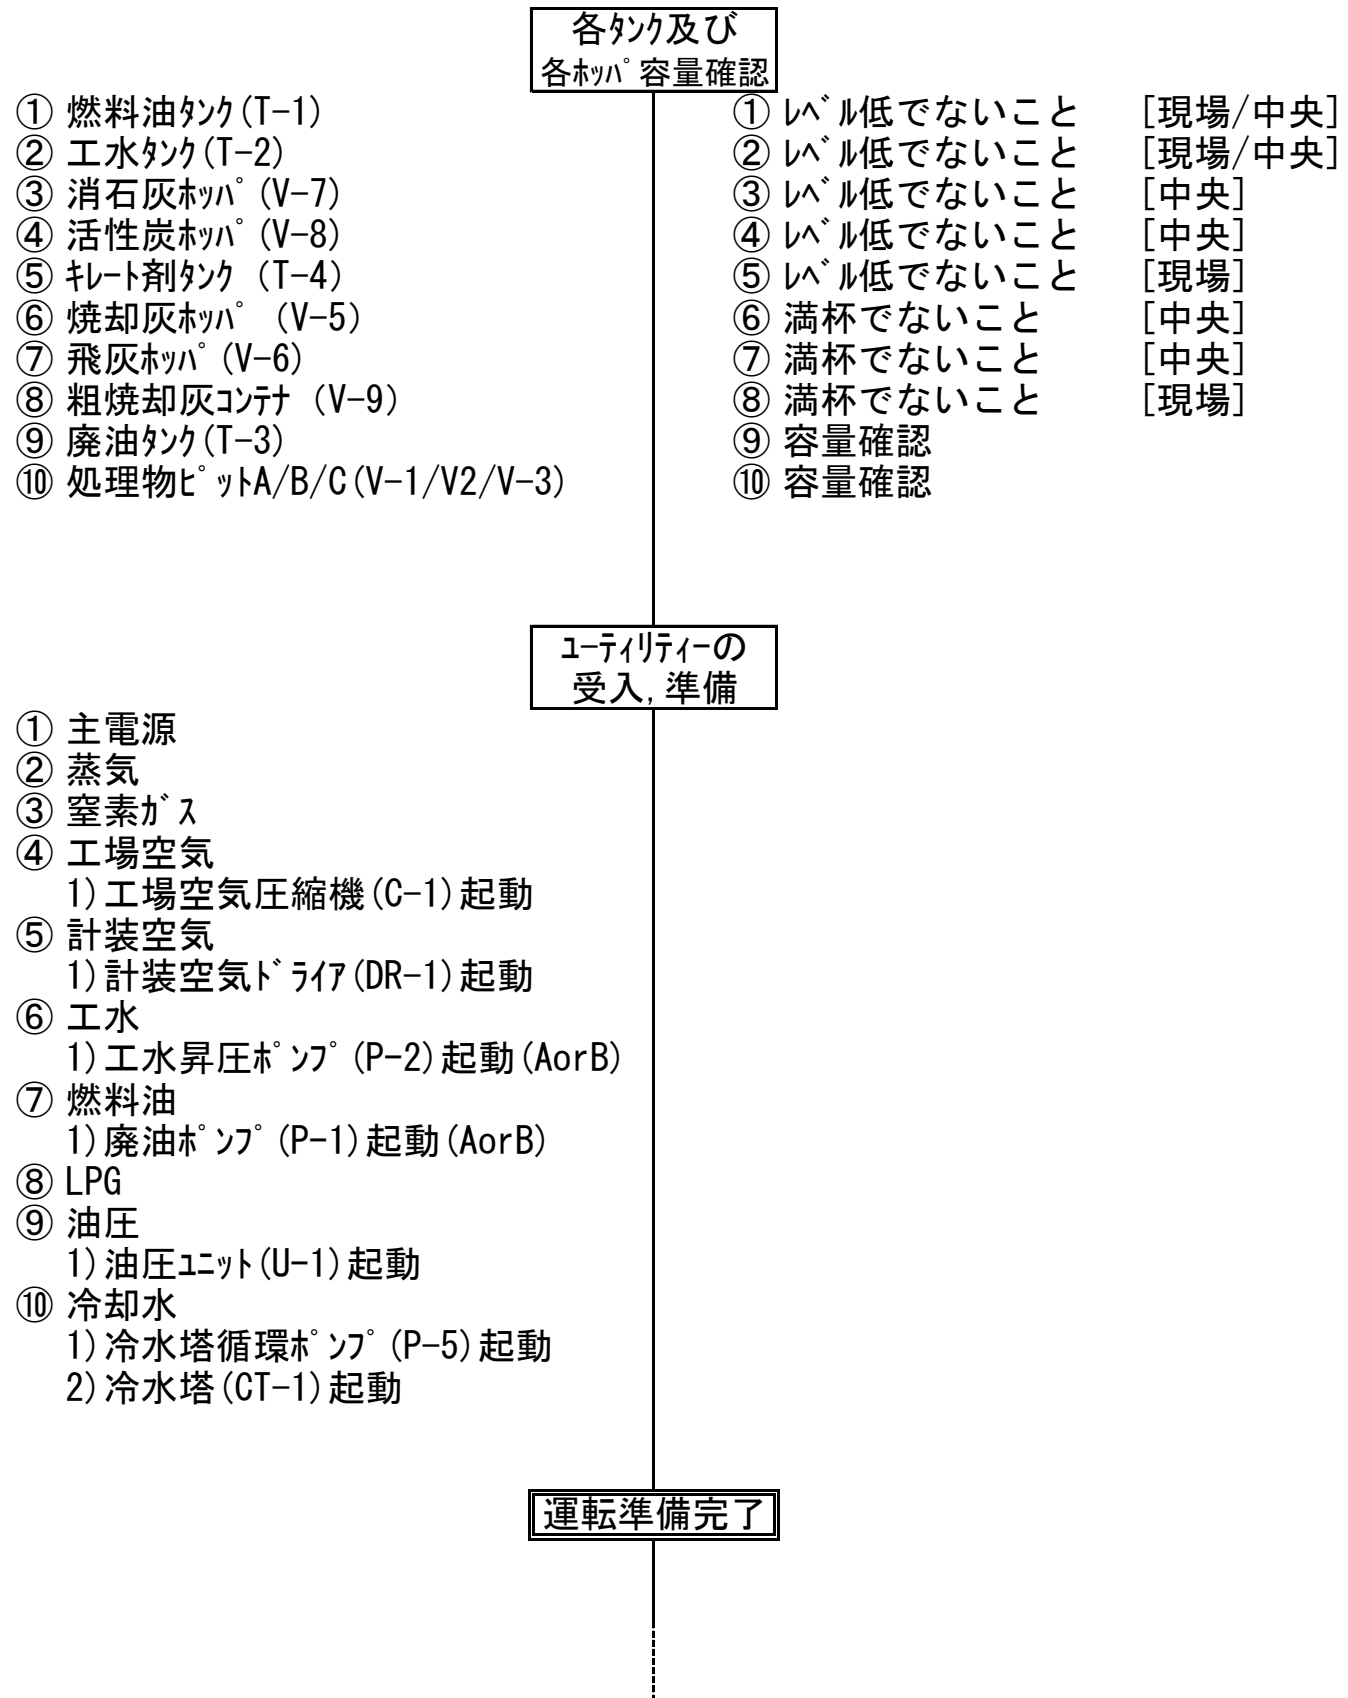 各ﾀﾝｸ及び
各ﾎｯﾊﾟ容量確認
① 燃料油ﾀﾝｸ(T-1) ① ﾚﾍﾞﾙ低でないこと [現場/中央]
② 工水ﾀﾝｸ(T-2) ② ﾚﾍﾞﾙ低でないこと [現場/中央]
③ 消石灰ﾎｯﾊﾟ(V-7) ③ ﾚﾍﾞﾙ低でないこと [中央]
④ 活性炭ﾎｯﾊﾟ(V-8) ④ ﾚﾍﾞﾙ低でないこと [中央]
⑤ ｷﾚｰﾄ剤ﾀﾝｸ (T-4) ⑤ ﾚﾍﾞﾙ低でないこと [現場]
⑥ 焼却灰ﾎｯﾊﾟ (V-5) ⑥ 満杯でないこと [中央]
⑦ 飛灰ﾎｯﾊﾟ(V-6) ⑦ 満杯でないこと [中央]
⑧ 粗焼却灰ｺﾝﾃﾅ (V-9) ⑧ 満杯でないこと [現場]
⑨ 廃油ﾀﾝｸ(T-3) ⑨ 容量確認
⑩ 処理物ﾋﾟｯﾄA/B/C(V-1/V2/V-3) ⑩ 容量確認
ﾕｰﾃｨﾘﾃｨｰの
受入,準備
① 主電源
② 蒸気
③ 窒素ｶﾞｽ
④ 工場空気
1)工場空気圧縮機(C-1)起動
⑤ 計装空気
1)計装空気ﾄﾞﾗｲｱ(DR-1)起動
⑥ 工水
1)工水昇圧ﾎﾟﾝﾌﾟ(P-2)起動(AorB)
⑦ 燃料油
1)廃油ﾎﾟﾝﾌﾟ(P-1)起動(AorB)
⑧ LPG
⑨ 油圧
1)油圧ﾕﾆｯﾄ(U-1)起動
⑩ 冷却水
1)冷水塔循環ﾎﾟﾝﾌﾟ(P-5)起動
2)冷水塔(CT-1)起動
運転準備完了